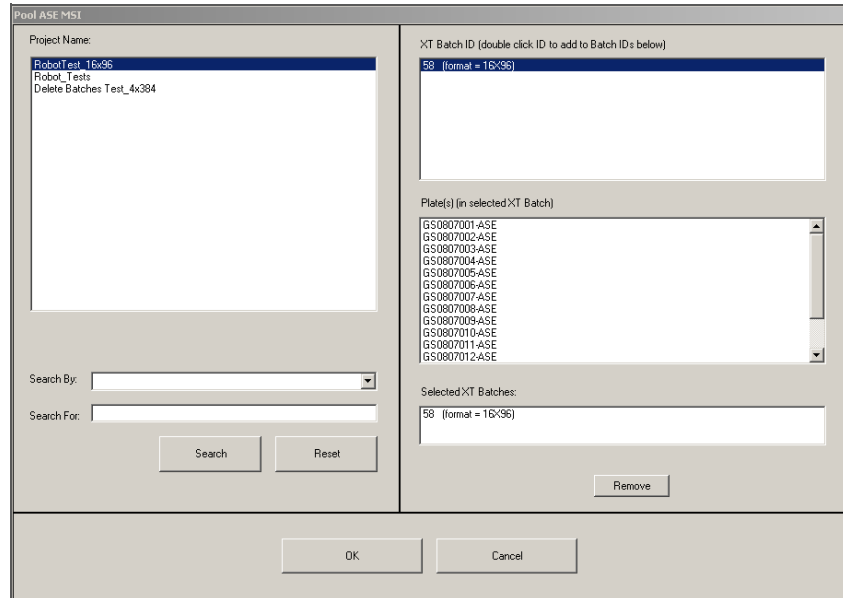 Pool ASE MSI
Project Name:
RobotTest_16x96
Robot_Tests
Delete Batches Test_4x384
Search By:
Search For:
Search
Reset
XT Batch ID (double click ID to add to Batch IDs below)
58 (format = 16X96)
Plate(s) (in selected XT Batch)
GS0807001-ASE
GS0807002-ASE
GS0807003-ASE
GS0807004-ASE
GS0807005-ASE
GS0807006-ASE
GS0807007-ASE
GS0807008-ASE
GS0807009-ASE
GS0807010-ASE
GS0807011-ASE
GS0807012-ASE
Selected XT Batches:
58 (format = 16X96)
Remove
OK
Cancel